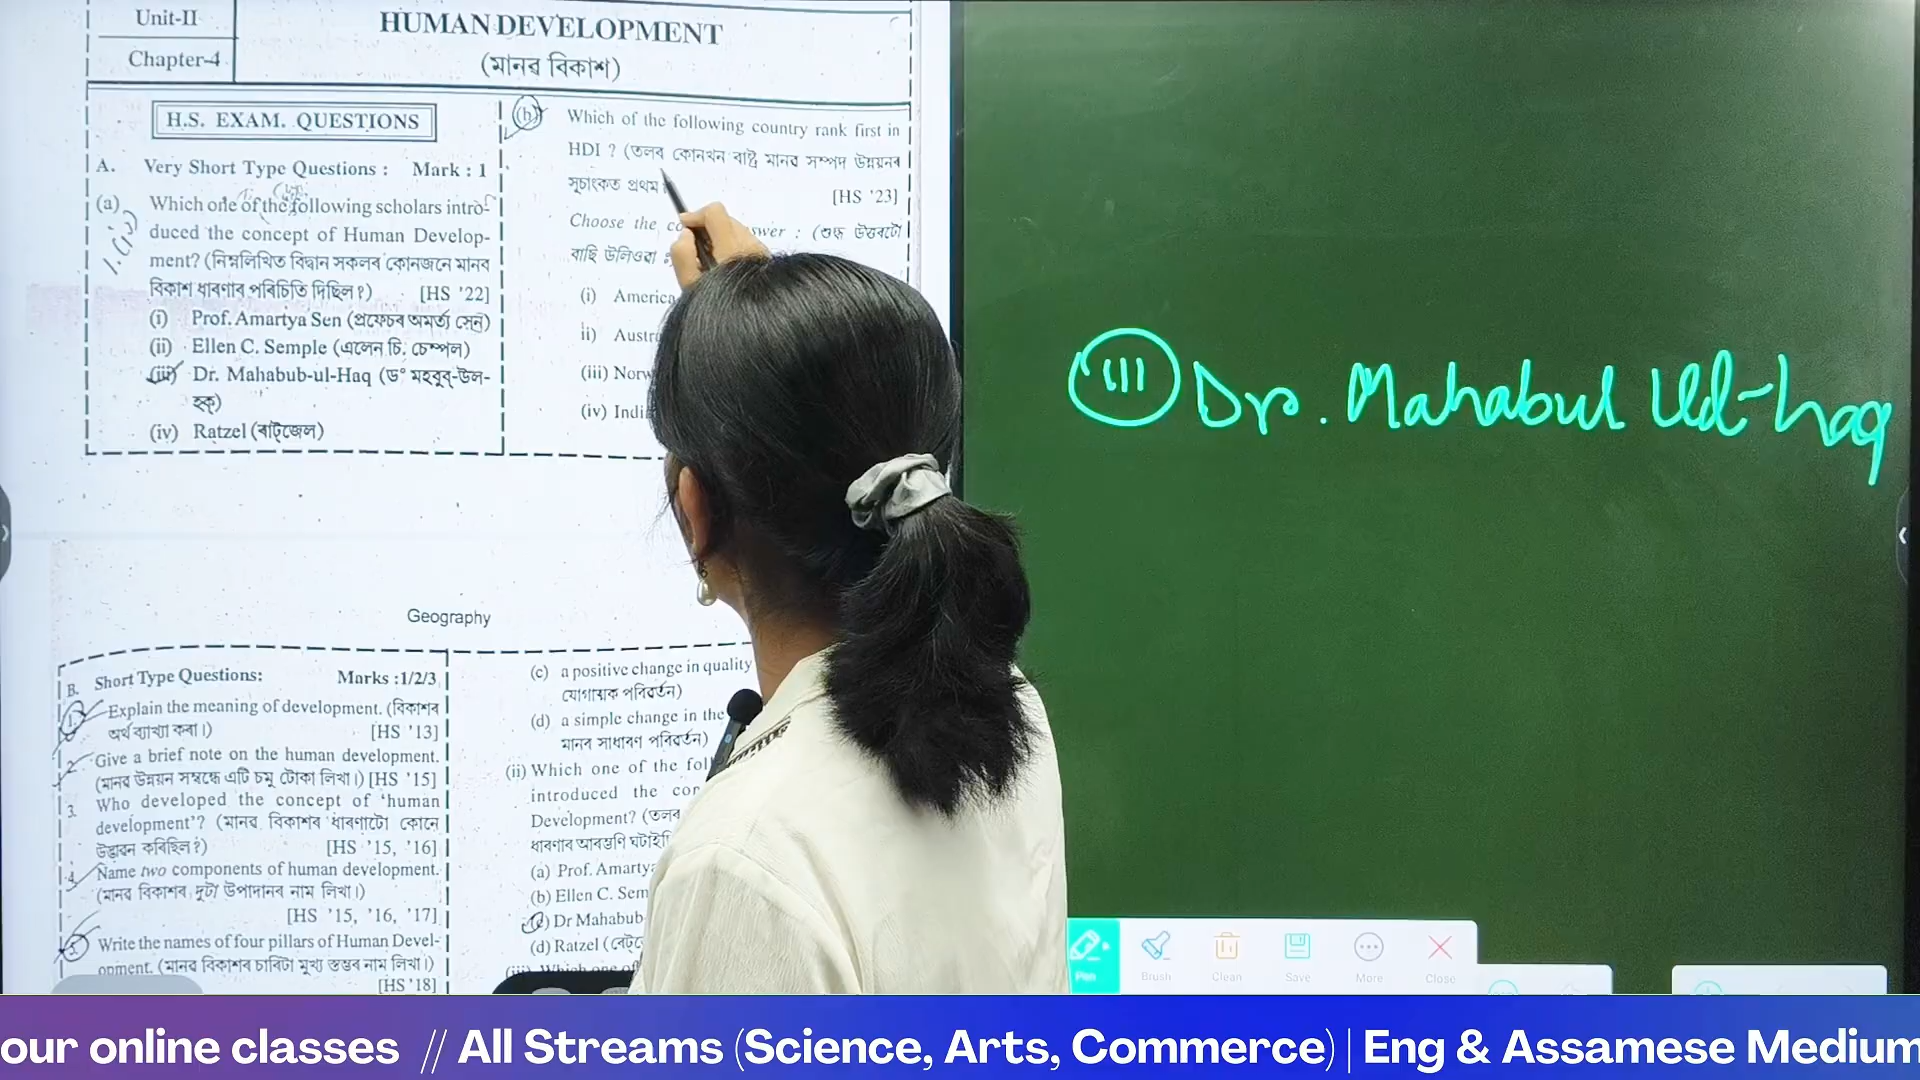 Unit-II
Chapter-4
HUMAN DEVELOPMENT
(মানৱ বিকাশ)
H.S. EXAM. QUESTIONS
A. Very Short Type Questions : Mark : 1
(a) Which one of the following scholars intro-
duced the concept of Human Develop-
ment? (নিম্নলিখিত বিদ্বান সকলৰ কোনজনে মানৱ
বিকাশ ধাৰণাৰ পৰিচিতি দিছিল?) [HS '22]
(i) Prof. Amartya Sen (প্ৰফেচৰ অমৰ্ত্য সেন)
(ii) Ellen C. Semple (এলেন চি. চেম্পল)
(iii) Dr. Mahabub-ul-Haq (ড° মহবুব্-উল-
হক্)
(iv) Ratzel (ৰাট্জেল)
(b) Which of the following country rank first in
HDI ? (তলৰ কোনখন ৰাষ্ট্ৰ মানৱ সম্পদ উন্নয়নৰ
সূচাংকত প্ৰথম
[HS '23]
Choose the : (শুদ্ধ উত্তৰটো
বাছি উলিওৱা :
(i) America
ii) Austr
(iii) Norw
(iv) Indi
III Dr. Mahabul Ud-haq
Geography
B. Short Type Questions: Marks :1/2/3
1. Explain the meaning of development. (বিকাশৰ
অৰ্থ ব্যাখ্যা কৰা।) [HS '13]
2. Give a brief note on the human development.
(মানৱ উন্নয়ন সম্বন্ধে এটি চমু টোকা লিখা।) [HS '15]
3. Who developed the concept of 'human
development'? (মানৱ বিকাশৰ ধাৰণাটো কোনে
উদ্ভাৱন কৰিছিল?) [HS '15, '16]
4. Name two components of human development.
(মানৱ বিকাশৰ দুটা উপাদানৰ নাম লিখা।)
[HS '15, '16, '17]
5. Write the names of four pillars of Human Devel-
opment. (মানৱ বিকাশৰ চাৰিটা মুখ্য স্তম্ভৰ নাম লিখা।)
[HS '18]
(c) a positive change in quality
যোগাত্মক পৰিৱৰ্তন)
(d) a simple change in the
মানৰ সাধাৰণ পৰিৱৰ্তন)
(ii) Which one of the fol
introduced the con
Development? (তলৰ
ধাৰণাৰ আৰম্ভণি
(a) Prof. Amartya
(b) Ellen C. Sem
(c) Dr Mahabub-
(d) Ratzel
(iii) Which one of
Pen Brush Clean Save More Close
our online classes // All Streams (Science, Arts, Commerce) | Eng & Assamese Medium